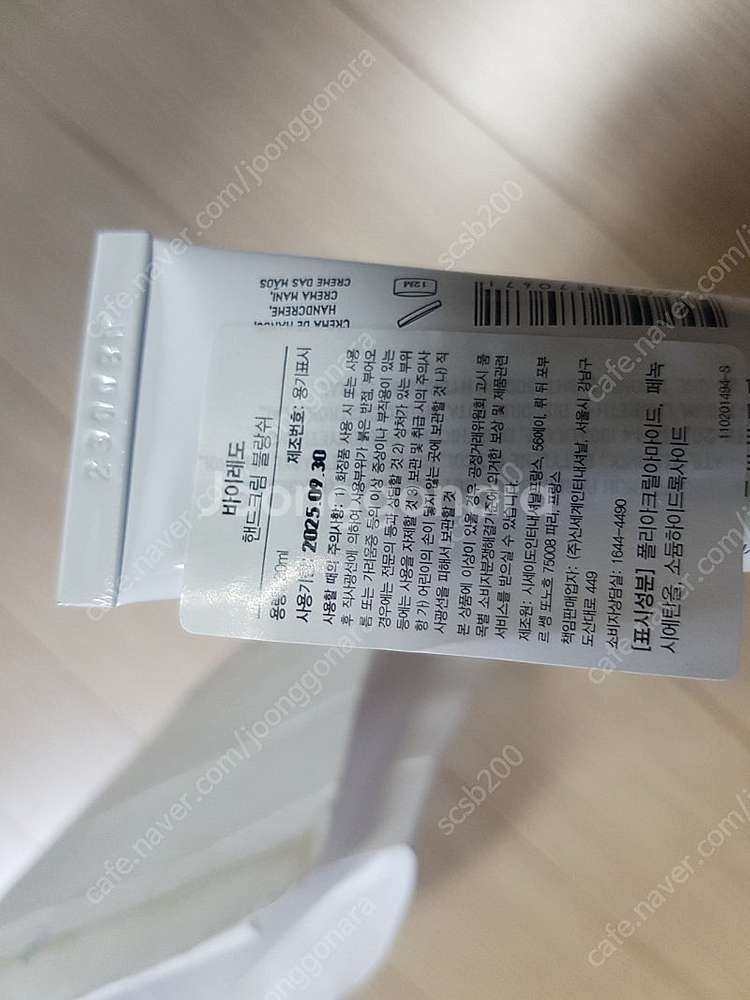 바이레도
핸드크림 블랑쉬
제조번호: 용기표시
2025.09.30
사용할 때의 주의사항: 1) 화장품 사용 시 또는 사용
후 직사광선에 의하여 사용부위가 붉은 반점, 부어오
름 또는 가려움증 등의 이상 증상이나 부작용이 있는
경우에는 전문의 등과 상담할 것 2) 상처가 있는 부위
등에는 사용을 자제할 것 3) 보관 및 취급 시의 주의사
항 가) 어린이의 손이 닿지 않는 곳에 보관할 것 나) 직
사광선을 피해서 보관할 것
본 상품에 이상이 있을 경우, 공정거래위원회 고시 품
목별 소비자분쟁해결기준에 의거한 보상 및 제품관련
서비스를 받으실 수 있습니다.
제조원: 시세이도인터내셔널프랑스, 56에이, 뤼 뒤 포부
르 쌩 또노호 75008 파리, 프랑스
책임판매업자: (주)신세계인터내셔날, 서울시 강남구
도산대로 449
소비자상담실: 1644-4490
[표시성분] 폴리아크릴아마이드, 페녹
시에탄올, 소듐하이드록사이드
HANDCREME,
CREMA MANI,
CREME DAS MÃOS
12M
110201494-S
Joonggonara
cafe.naver.com/joonggonara
scsb200